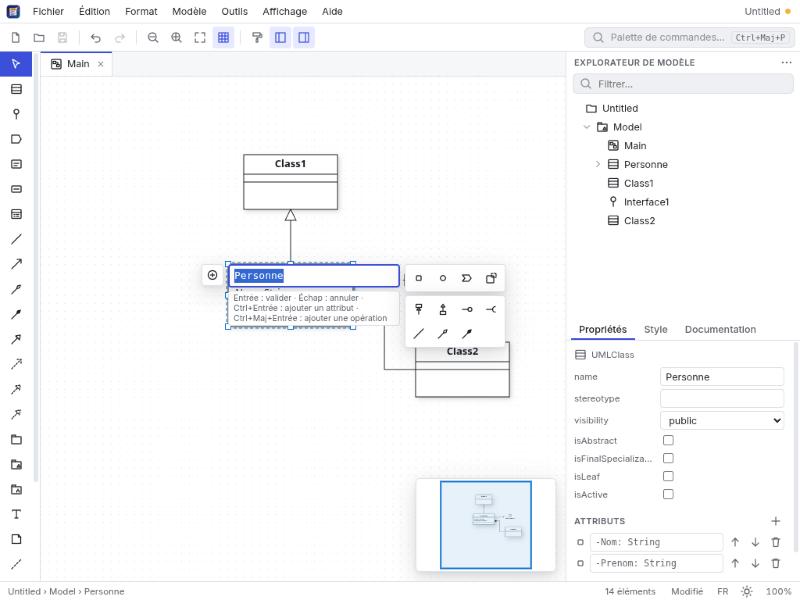 Fichier Édition Format Modèle Outils Affichage Aide Untitled
Palette de commandes... Ctrl+Maj+P
Main ×
EXPLORATEUR DE MODÈLE
Filtrer...
Untitled
Model
Main
Personne
Class1
Interface1
Class2
Class1
Personne
Entrée : valider · Échap : annuler ·
Ctrl+Entrée : ajouter un attribut ·
Ctrl+Maj+Entrée : ajouter une opération
Class2
Propriétés Style Documentation
UMLClass
name Personne
stereotype
visibility public
isAbstract
isFinalSpecializa...
isLeaf
isActive
ATTRIBUTS
-Nom: String
-Prenom: String
Untitled › Model › Personne 14 éléments Modifié FR 100%